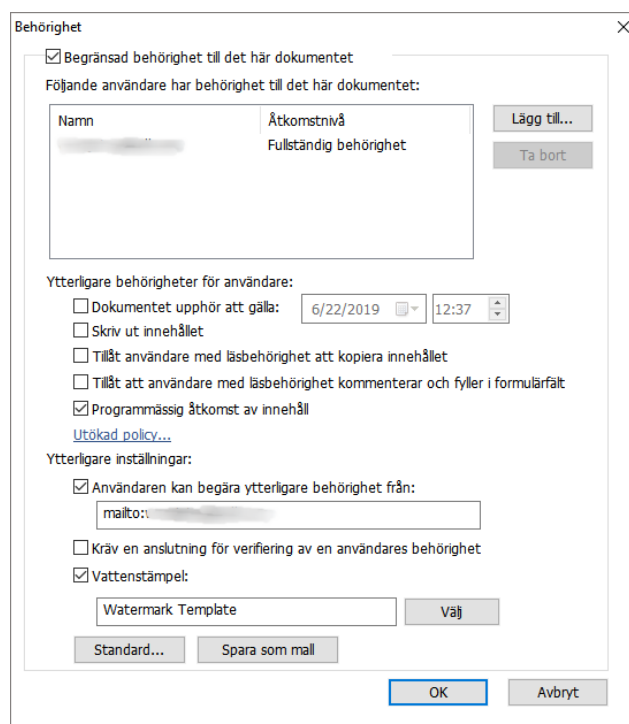 Behörighet
Begränsad behörighet till det här dokumentet
Följande användare har behörighet till det här dokumentet:
Namn Åtkomstnivå
Fullständig behörighet
Lägg till...
Ta bort
Ytterligare behörigheter för användare:
Dokumentet upphör att gälla: 6/22/2019 12:37
Skriv ut innehållet
Tillåt användare med läsbehörighet att kopiera innehållet
Tillåt att användare med läsbehörighet kommenterar och fyller i formulärfält
Programmässig åtkomst av innehåll
Utökad policy...
Ytterligare inställningar:
Användaren kan begära ytterligare behörighet från:
mailto:
Kräv en anslutning för verifiering av en användares behörighet
Vattenstämpel:
Watermark Template Välj
Standard... Spara som mall
OK Avbryt